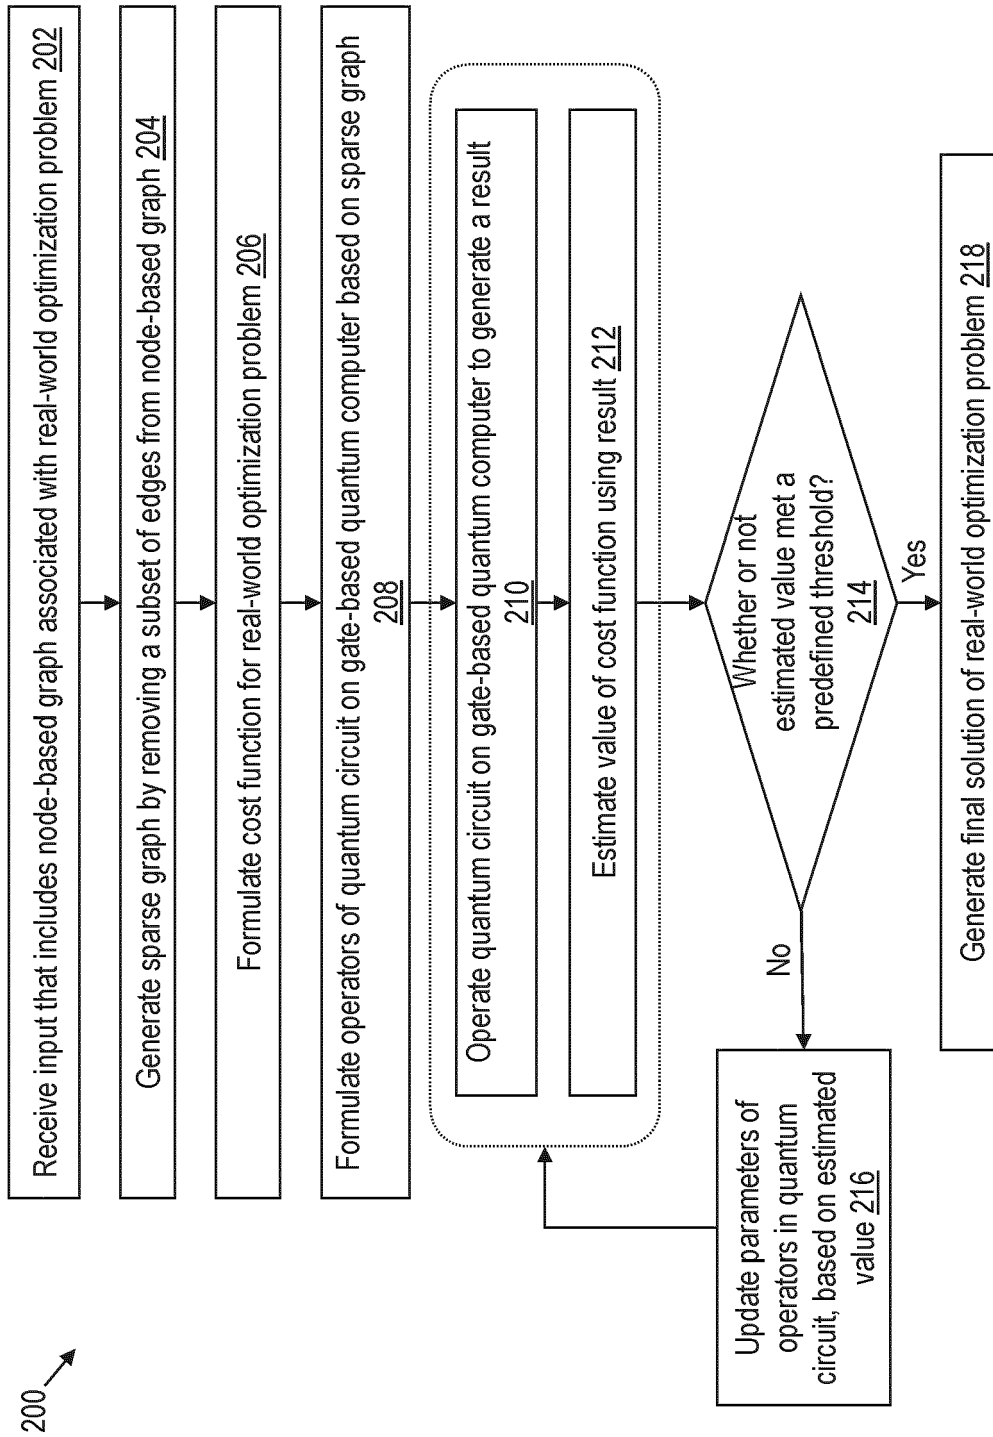 200
Receive input that includes node-based graph associated with real-world optimization problem 202
Generate sparse graph by removing a subset of edges from node-based graph 204
Formulate cost function for real-world optimization problem 206
Formulate operators of quantum circuit on gate-based quantum computer based on sparse graph
208
Operate quantum circuit on gate-based quantum computer to generate a result
210
Estimate value of cost function using result 212
Whether or not
estimated value met a
predefined threshold?
214
No
Yes
Update parameters of
operators in quantum
circuit, based on estimated
value 216
Generate final solution of real-world optimization problem 218